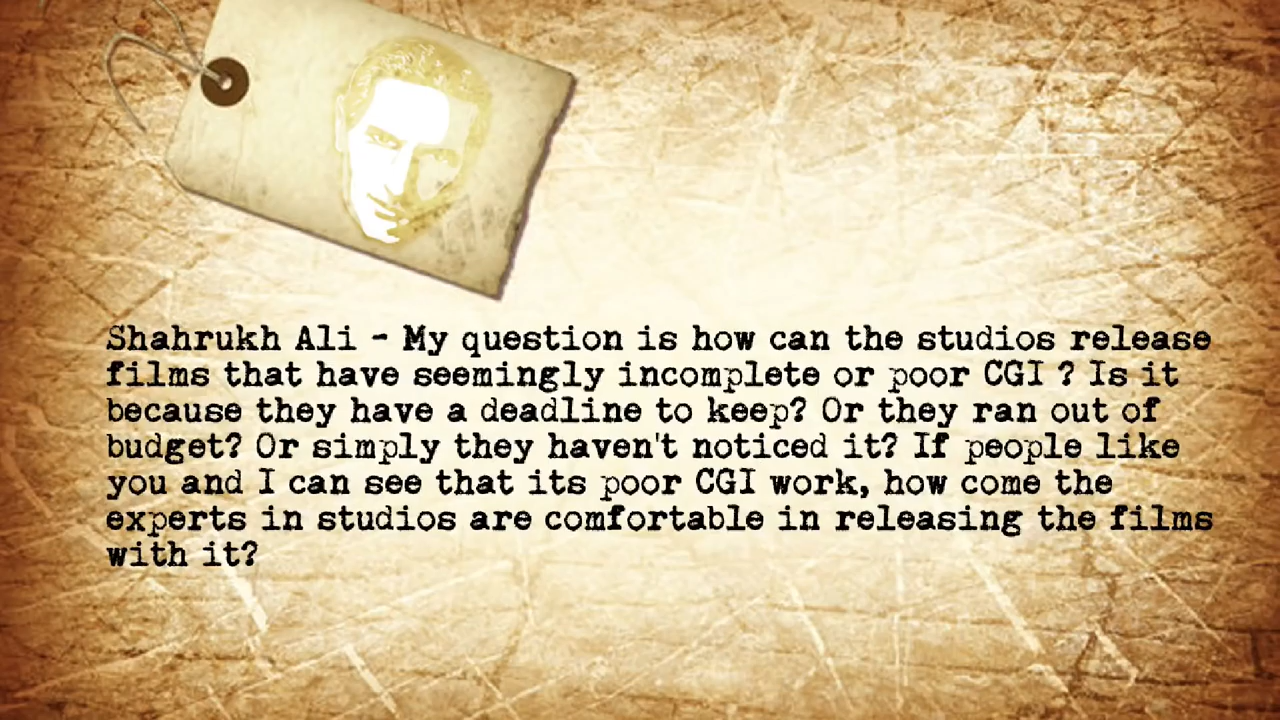 Shahrukh Ali - My question is how can the studios release
films that have seemingly incomplete or poor CGI ? Is it
because they have a deadline to keep? Or they ran out of
budget? Or simply they haven't noticed it? If people like
you and I can see that its poor CGI work, how come the
experts in studios are comfortable in releasing the films
with it?